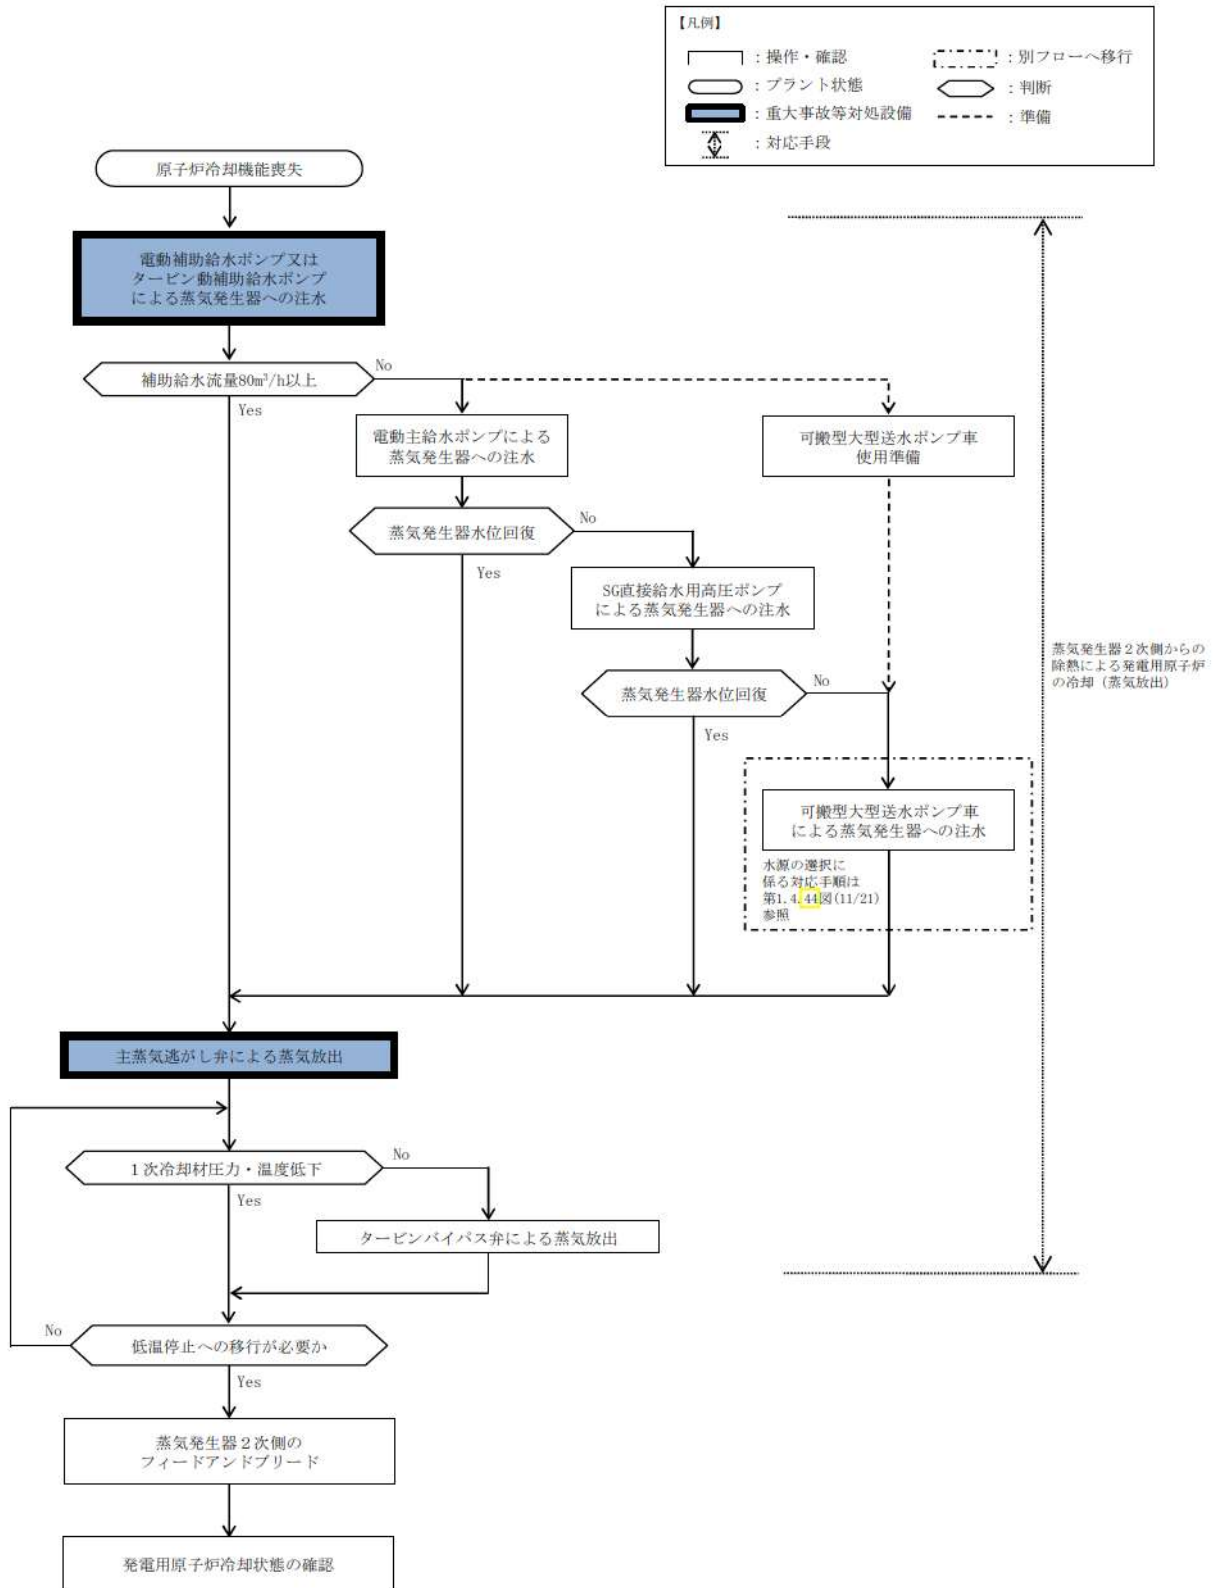 【凡例】
：操作・確認
：別フローへ移行
：プラント状態
：判断
：重大事故等対処設備
：準備
：対応手段
原子炉冷却機能喪失
電動補助給水ポンプ又は
タービン動補助給水ポンプ
による蒸気発生器への注水
補助給水流量80m³/h以上
No
Yes
電動主給水ポンプによる
蒸気発生器への注水
可搬型大型送水ポンプ車
使用準備
蒸気発生器水位回復
No
Yes
SG直接給水用高圧ポンプ
による蒸気発生器への注水
蒸気発生器水位回復
No
Yes
蒸気発生器２次側からの
除熱による発電用原子炉
の冷却（蒸気放出）
可搬型大型送水ポンプ車
による蒸気発生器への注水
水源の選択に
係る対応手順は
第1.4.44図(11/21)
参照
主蒸気逃がし弁による蒸気放出
１次冷却材圧力・温度低下
No
Yes
タービンバイパス弁による蒸気放出
低温停止への移行が必要か
No
Yes
蒸気発生器２次側の
フィードアンドブリード
発電用原子炉冷却状態の確認